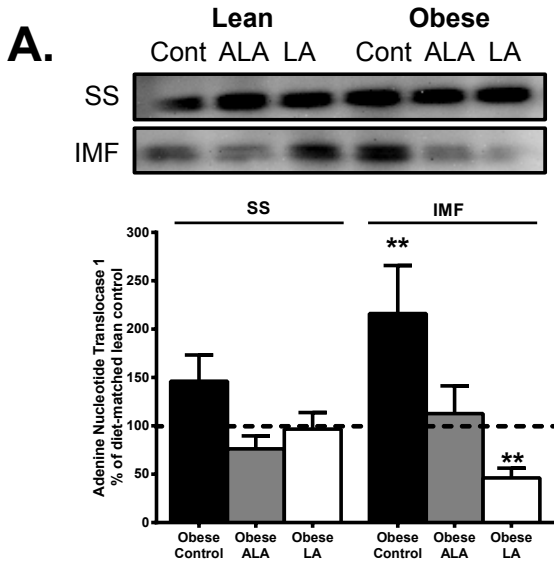 A.
Lean Obese
Cont ALA LA Cont ALA LA
SS
IMF
SS IMF
Adenine Nucleotide Translocase 1
% of diet-matched lean control
300
250
200
150
100
50
0
**
**
Obese Control
Obese ALA
Obese LA
Obese Control
Obese ALA
Obese LA